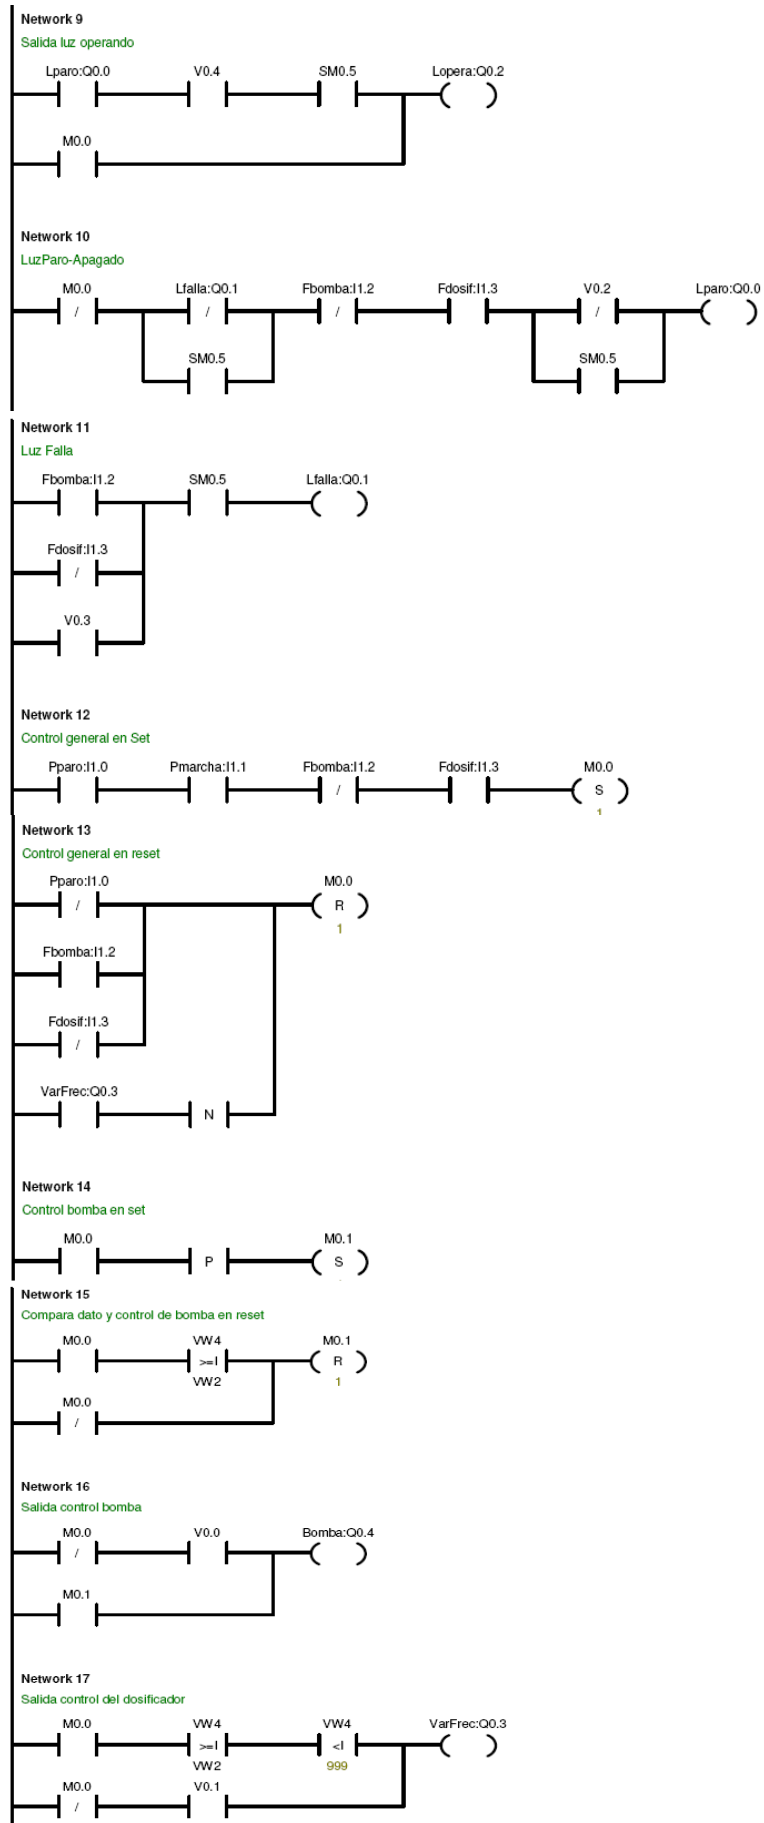 Network 9
Salida luz operando
Lparo:Q0.0 V0.4 SM0.5 Lopera:Q0.2
M0.0
Network 10
LuzParo-Apagado
M0.0 Lfalla:Q0.1 Fbomba:I1.2 Fdosif:I1.3 V0.2 Lparo:Q0.0
/ / / /
SM0.5 SM0.5
Network 11
Luz Falla
Fbomba:I1.2 SM0.5 Lfalla:Q0.1
Fdosif:I1.3
/
V0.3
Network 12
Control general en Set
Pparo:I1.0 Pmarcha:I1.1 Fbomba:I1.2 Fdosif:I1.3 M0.0
/ S
1
Network 13
Control general en reset
Pparo:I1.0 M0.0
/ R
1
Fbomba:I1.2
Fdosif:I1.3
/
VarFrec:Q0.3
N
Network 14
Control bomba en set
M0.0 M0.1
P S
Network 15
Compara dato y control de bomba en reset
M0.0 VW4 M0.1
>=I R
VW2 1
M0.0
/
Network 16
Salida control bomba
M0.0 V0.0 Bomba:Q0.4
/
M0.1
Network 17
Salida control del dosificador
M0.0 VW4 VW4 VarFrec:Q0.3
>=I <I
VW2 999
M0.0 V0.1
/